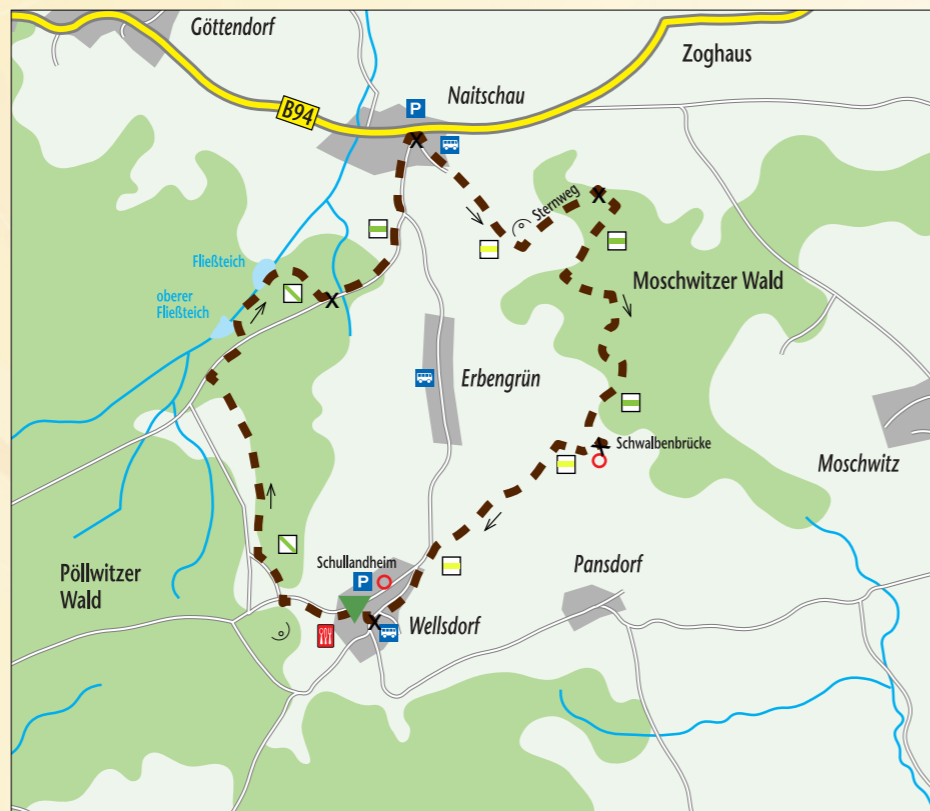 Göttendorf
Zoghaus
Naitschau
P
B94
Sternweg
X
X
Fließteich
Moschwitzer Wald
oberer
Fließteich
X
Erbengrün
Schwalbenbrücke
Moschwitz
Schullandheim
Pansdorf
P
Pöllwitzer
Wald
X
Wellsdorf